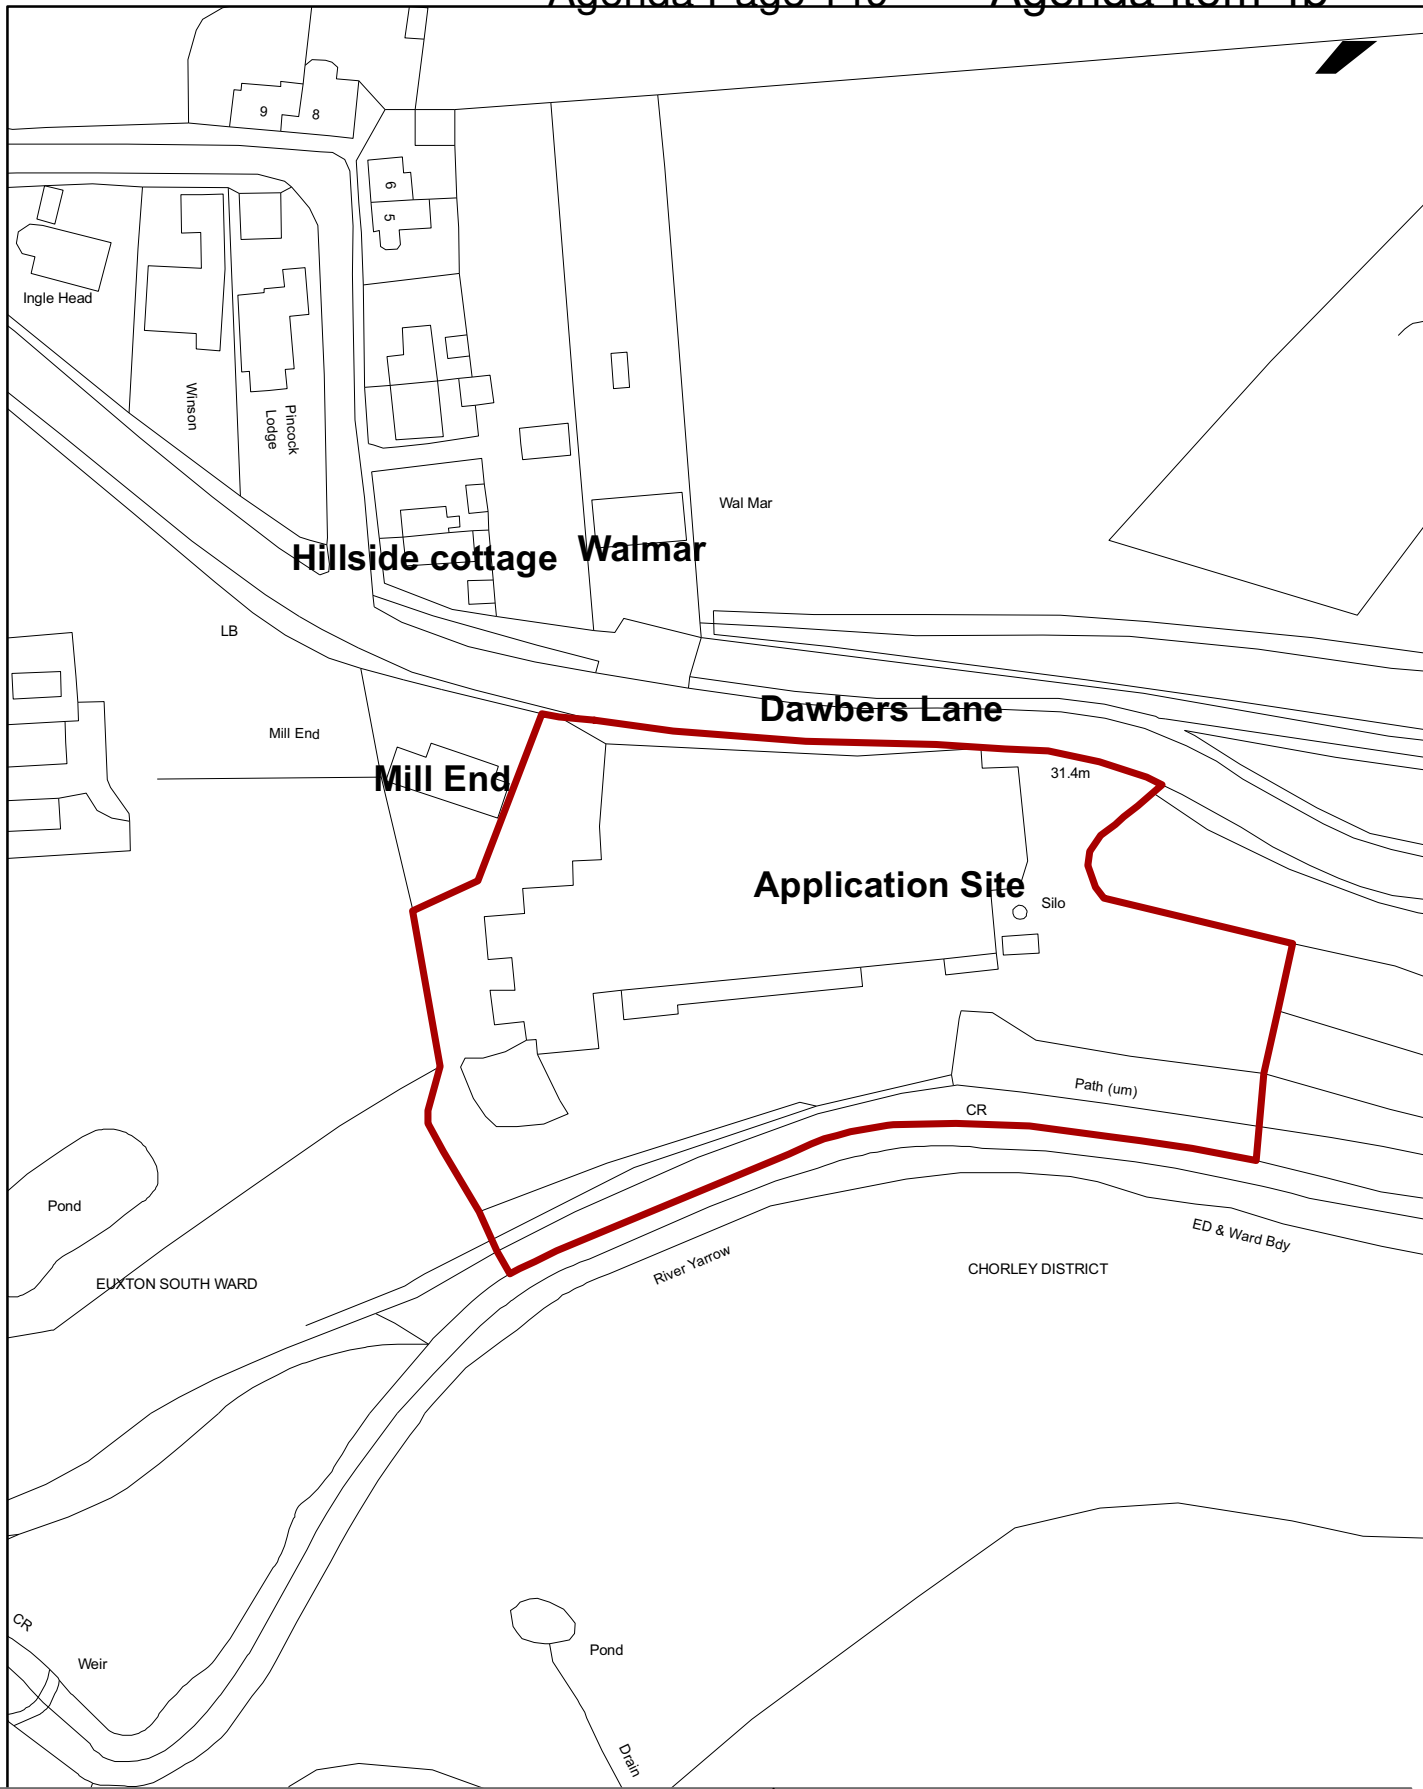 9
8
6
5
Ingle Head
Winson
Pincock
Lodge
Wal Mar
Hillside cottage
Walmar
LB
Dawbers Lane
Mill End
Mill End
31.4m
Application Site
Silo
Path (um)
CR
Pond
River Yarrow
ED & Ward Bdy
EUXTON SOUTH WARD
CHORLEY DISTRICT
CR
Weir
Pond
Drain